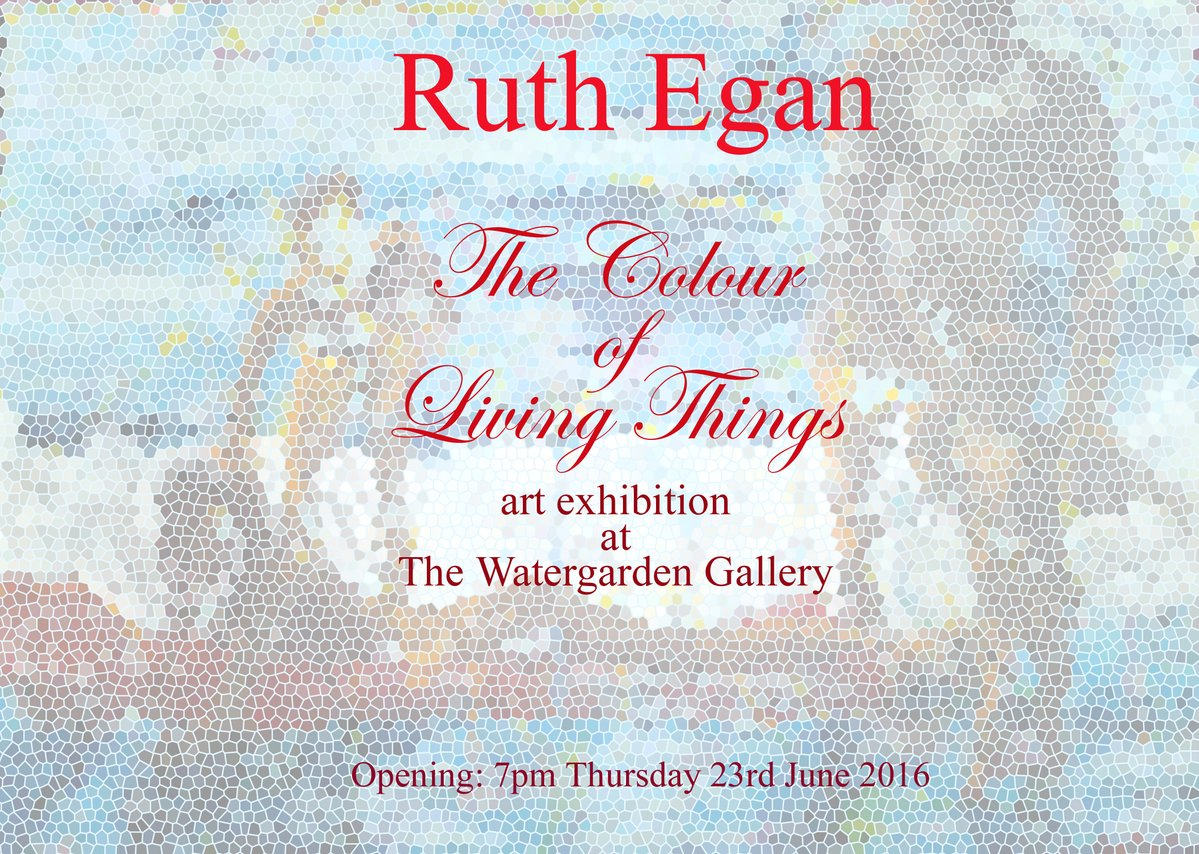 Ruth Egan
The Colour
of
Living Things
art exhibition
at
The Watergarden Gallery
Opening: 7pm Thursday 23rd June 2016